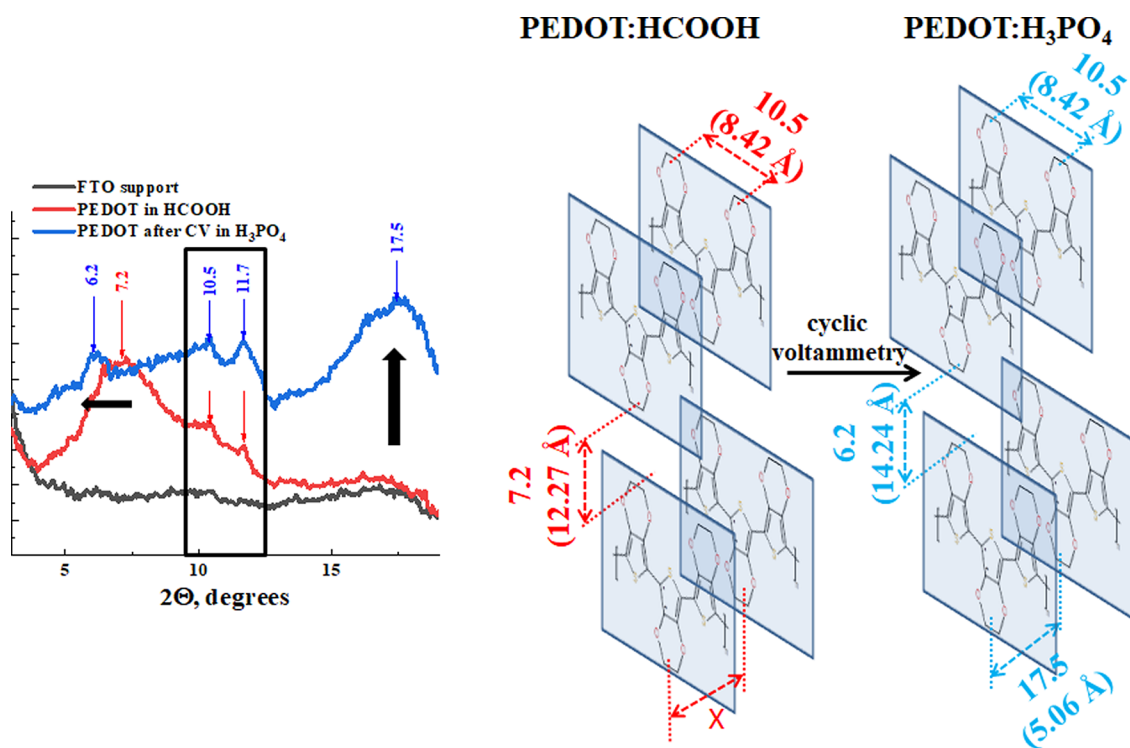 PEDOT:HCOOH
PEDOT:H₃PO₄
FTO support
PEDOT in HCOOH
PEDOT after CV in H₃PO₄
6.2
7.2
10.5
11.7
17.5
5
10
15
2Θ, degrees
10.5
(8.42 Å)
7.2
(12.27 Å)
X
cyclic
voltammetry
10.5
(8.42 Å)
6.2
(14.24 Å)
17.5
(5.06 Å)